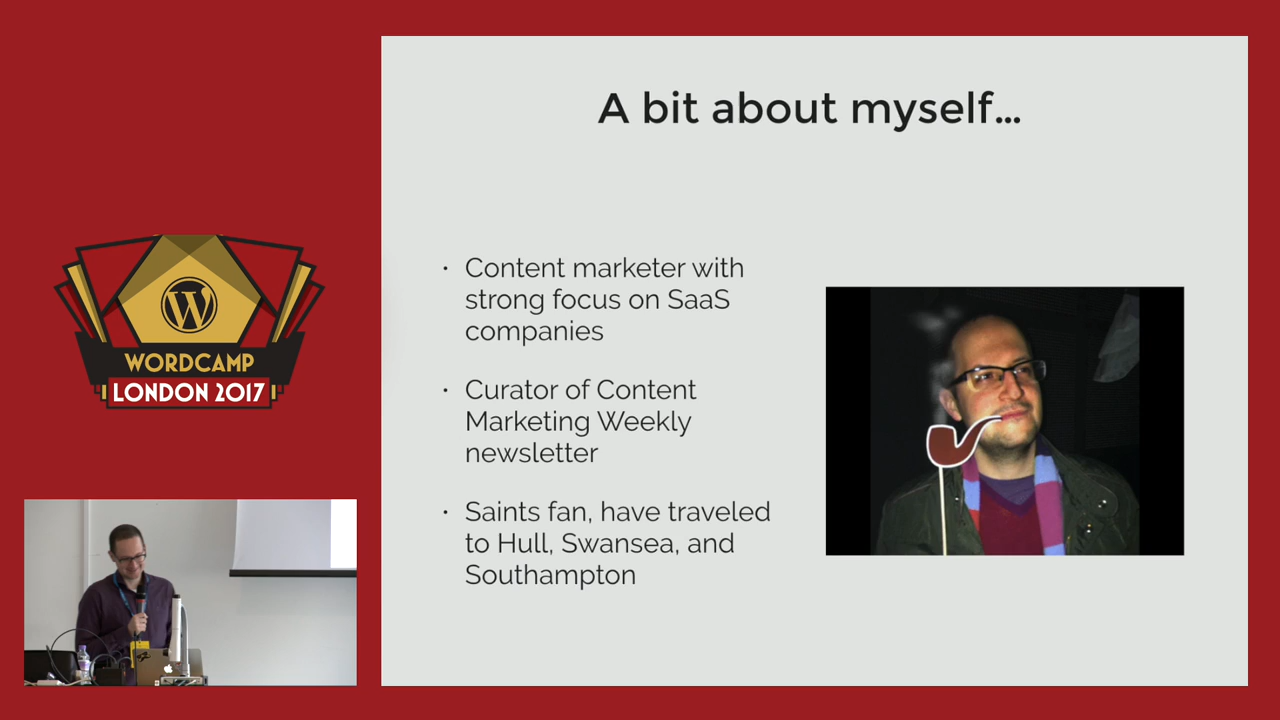 A bit about myself...
• Content marketer with
strong focus on SaaS
companies
• Curator of Content
Marketing Weekly
newsletter
• Saints fan, have traveled
to Hull, Swansea, and
Southampton
WORDCAMP
LONDON 2017